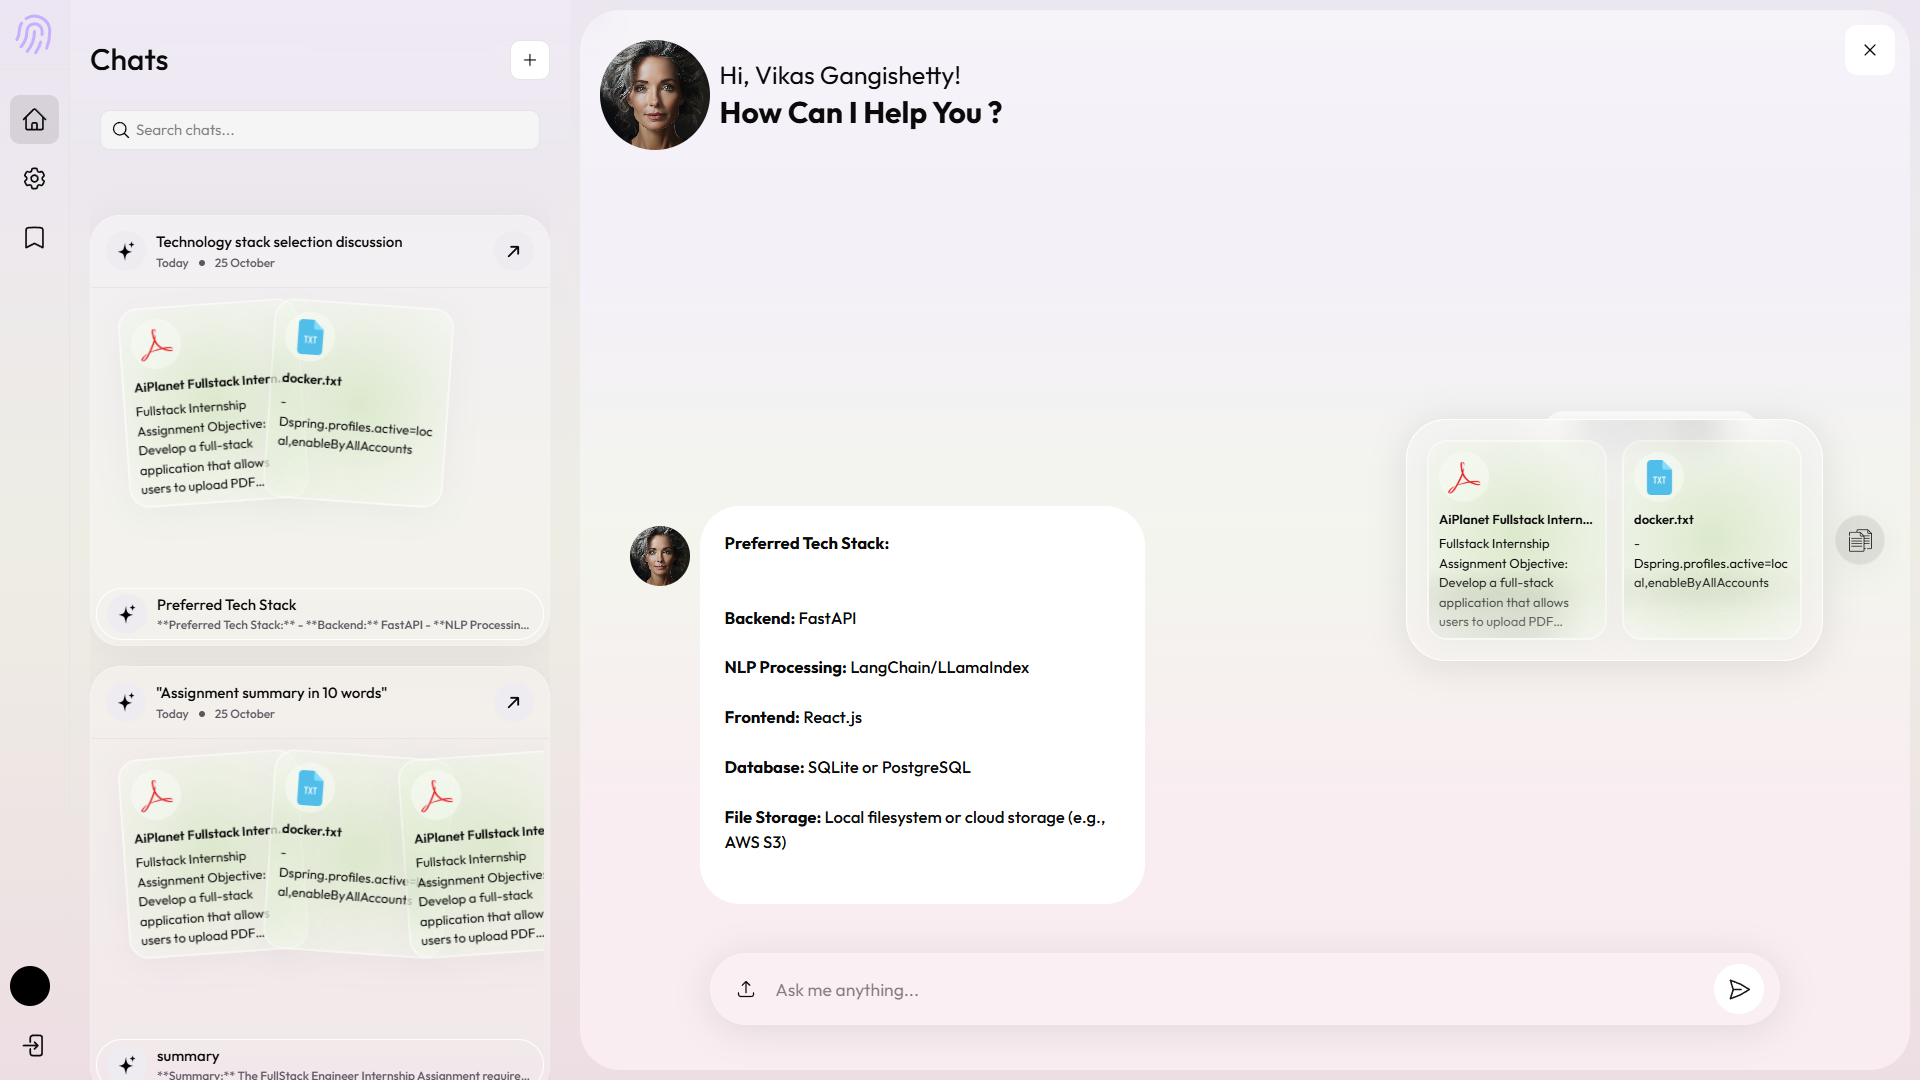 Chats
Search chats...
Technology stack selection discussion
Today • 25 October
AiPlanet Fullstack Intern...
Fullstack Internship
Assignment Objective:
Develop a full-stack
application that allows
users to upload PDF...
TXT
docker.txt
-
Dspring.profiles.active=loc
al,enableByAllAccounts
Preferred Tech Stack
**Preferred Tech Stack:** - **Backend:** FastAPI - **NLP Processin...
"Assignment summary in 10 words"
Today • 25 October
AiPlanet Fullstack Intern...
Fullstack Internship
Assignment Objective:
Develop a full-stack
application that allows
users to upload PDF...
TXT
docker.txt
-
Dspring.profiles.active=
al,enableByAllAccounts
AiPlanet Fullstack Inte
Fullstack Internship
Assignment Objective:
Develop a full-stack
application that allow
users to upload PDF...
summary
**Summary:** The FullStack Engineer Internship Assignment require...
Hi, Vikas Gangishetty!
How Can I Help You ?
AiPlanet Fullstack Intern...
Fullstack Internship
Assignment Objective:
Develop a full-stack
application that allows
users to upload PDF...
TXT
docker.txt
-
Dspring.profiles.active=loc
al,enableByAllAccounts
Preferred Tech Stack:
Backend: FastAPI
NLP Processing: LangChain/LLamaIndex
Frontend: React.js
Database: SQLite or PostgreSQL
File Storage: Local filesystem or cloud storage (e.g.,
AWS S3)
Ask me anything...